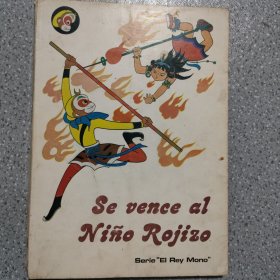 Se vence al
Niño Rojizo
Serie "El Rey Mono"